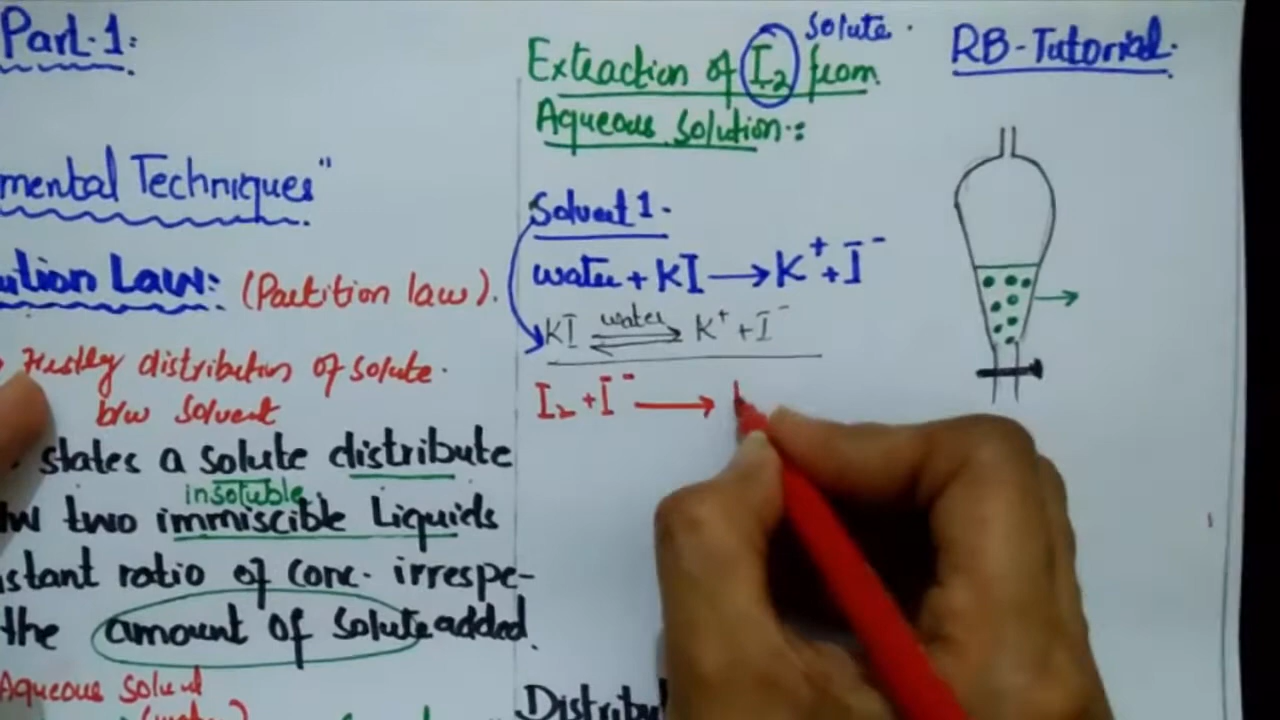 Part.1:
mental Techniques"
ution Law: (Partition law).
distribution of solute.
b/w solvent
states a solute distribute
insoluble
two immiscible Liquids
stant ratio of conc. irrespe-
the amount of solute added.
Aqueous solvent
(water)
solute.
Extraction of I₂ from
Aqueous Solution:
Solvent 1.
water + KI → K⁺ + I⁻
KI ⇌ water K⁺ + I⁻
I₂ + I⁻ →
Distribu
RB-Tutorial.